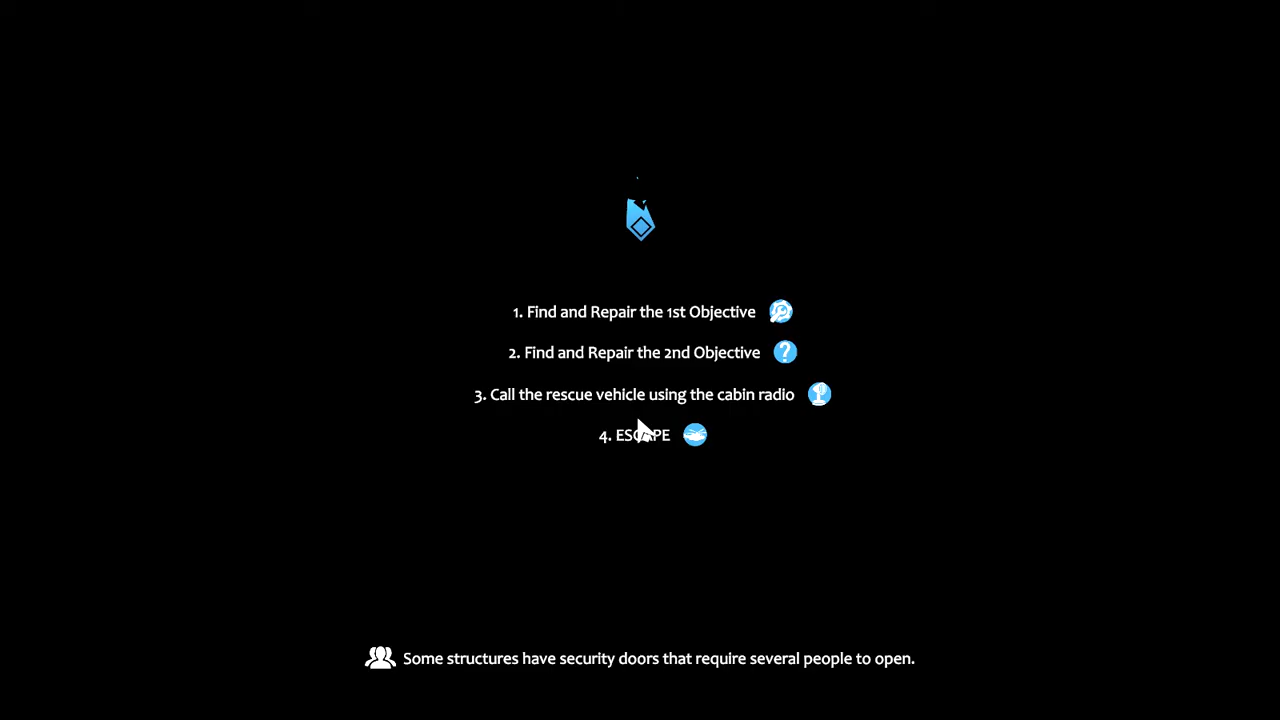 1. Find and Repair the 1st Objective
2. Find and Repair the 2nd Objective
?
3. Call the rescue vehicle using the cabin radio
4. ESCAPE
Some structures have security doors that require several people to open.